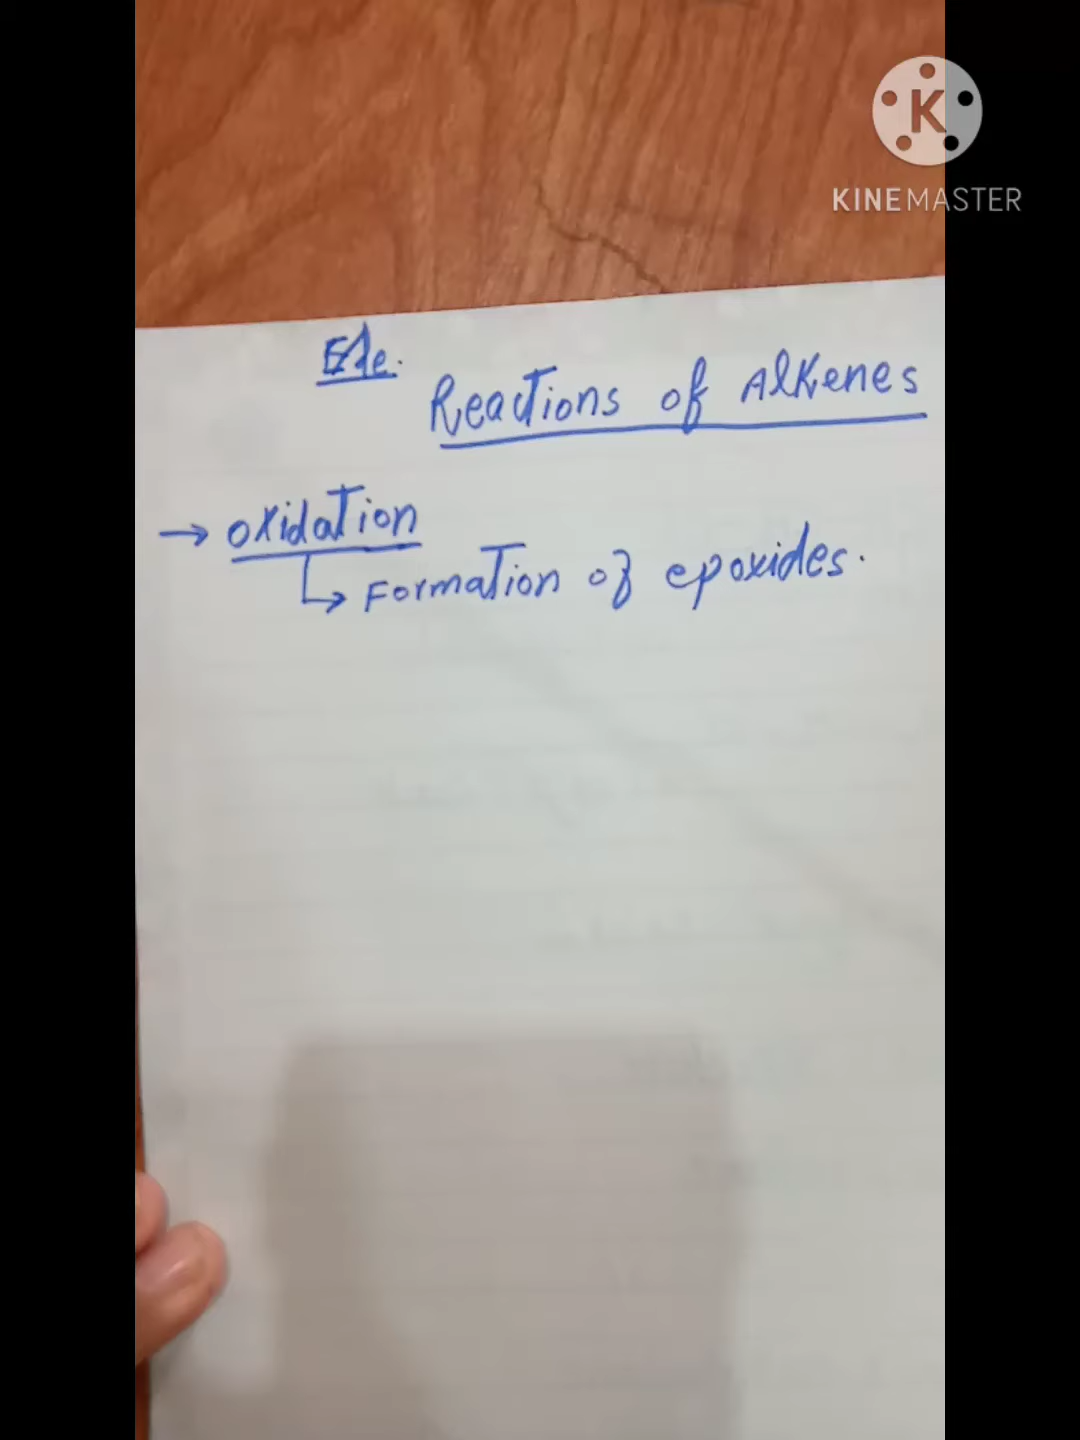 K
KINEMASTER
Reactions of Alkenes
→ oxidation
↳ Formation of epoxides.